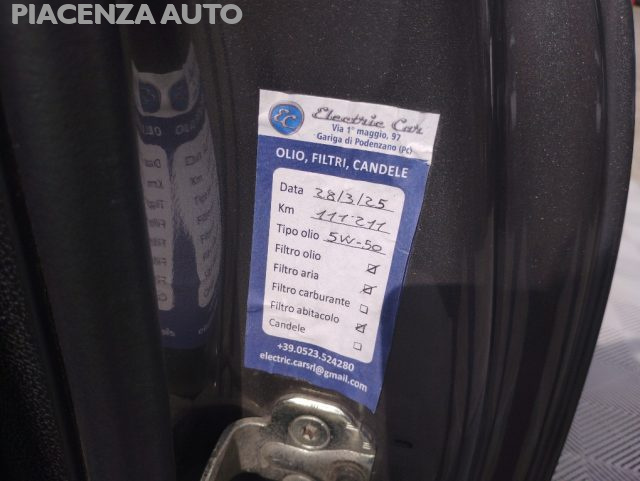 PIACENZA AUTO
EC Electric Car
Via 1° maggio, 97
Gariga di Podenzano (Pc)
OLIO, FILTRI, CANDELE
Data 28/3/25
Km 111.211
Tipo olio 5W-50
Filtro olio
Filtro aria
Filtro carburante
Filtro abitacolo
Candele
+39.0523.524280
electric.carsrl@gmail.com